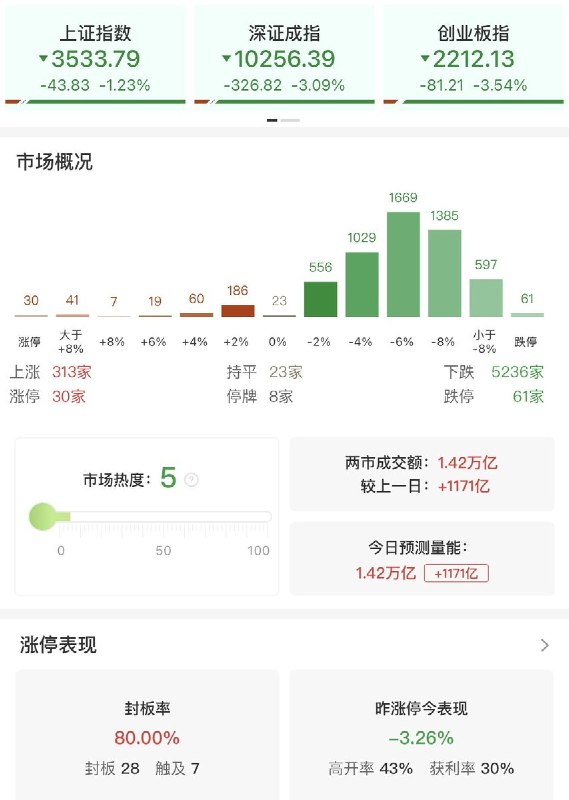 上证指数 深证成指 创业板指
▼3533.79 ▼10256.39 ▼2212.13
-43.83 -1.23% -326.82 -3.09% -81.21 -3.54%
市场概况
30 41 7 19 60 186 23 556 1029 1669 1385 597 61
涨停 大于+8% +8% +6% +4% +2% 0% -2% -4% -6% -8% 小于-8% 跌停
上涨 313家 持平 23家 下跌 5236家
涨停 30家 停牌 8家 跌停 61家
市场热度：5 ?
0 50 100
两市成交额：1.42万亿
较上一日：+1171亿
今日预测量能：
1.42万亿 +1171亿
涨停表现
封板率
80.00%
封板 28 触及 7
昨涨停今表现
-3.26%
高开率 43% 获利率 30%